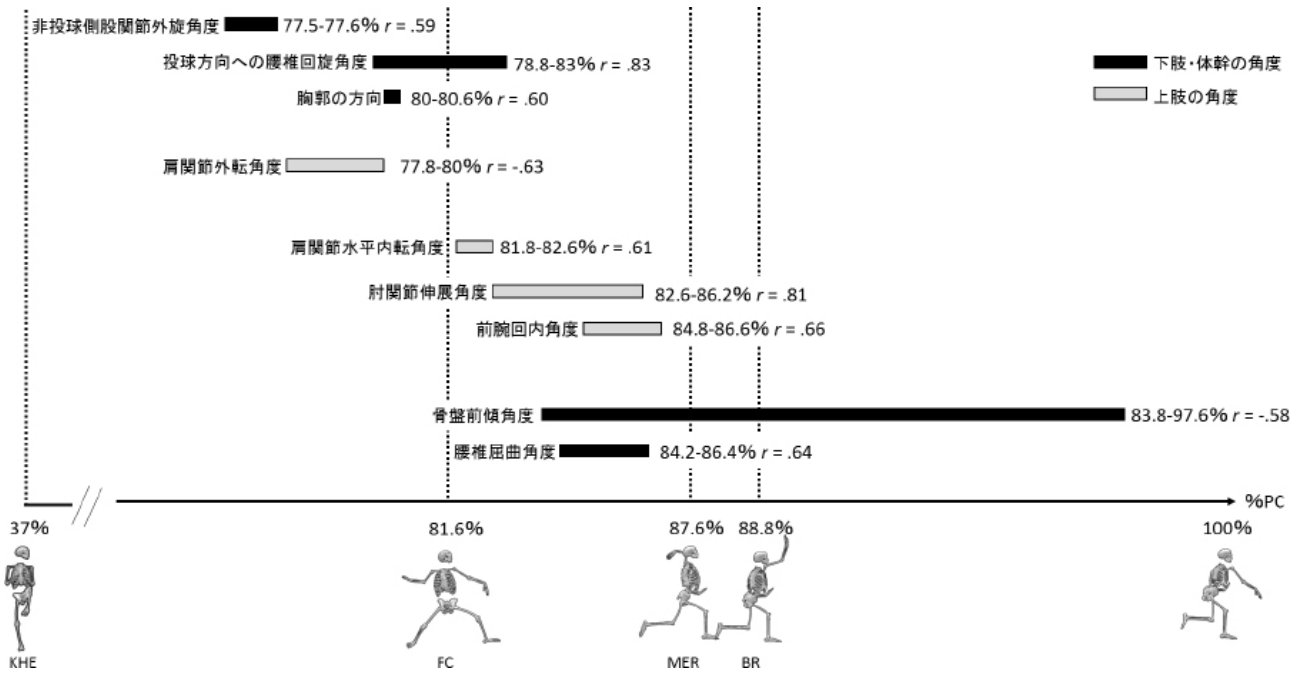 非投球側股関節外旋角度 77.5-77.6% r = .59
投球方向への腰椎回旋角度 78.8-83% r = .83
下肢・体幹の角度
胸郭の方向 80-80.6% r = .60
上肢の角度
肩関節外転角度 77.8-80% r = -.63
肩関節水平内転角度 81.8-82.6% r = .61
肘関節伸展角度 82.6-86.2% r = .81
前腕回内角度 84.8-86.6% r = .66
骨盤前傾角度 83.8-97.6% r = -.58
腰椎屈曲角度 84.2-86.4% r = .64
%PC
37% 81.6% 87.6% 88.8% 100%
KHE FC MER BR